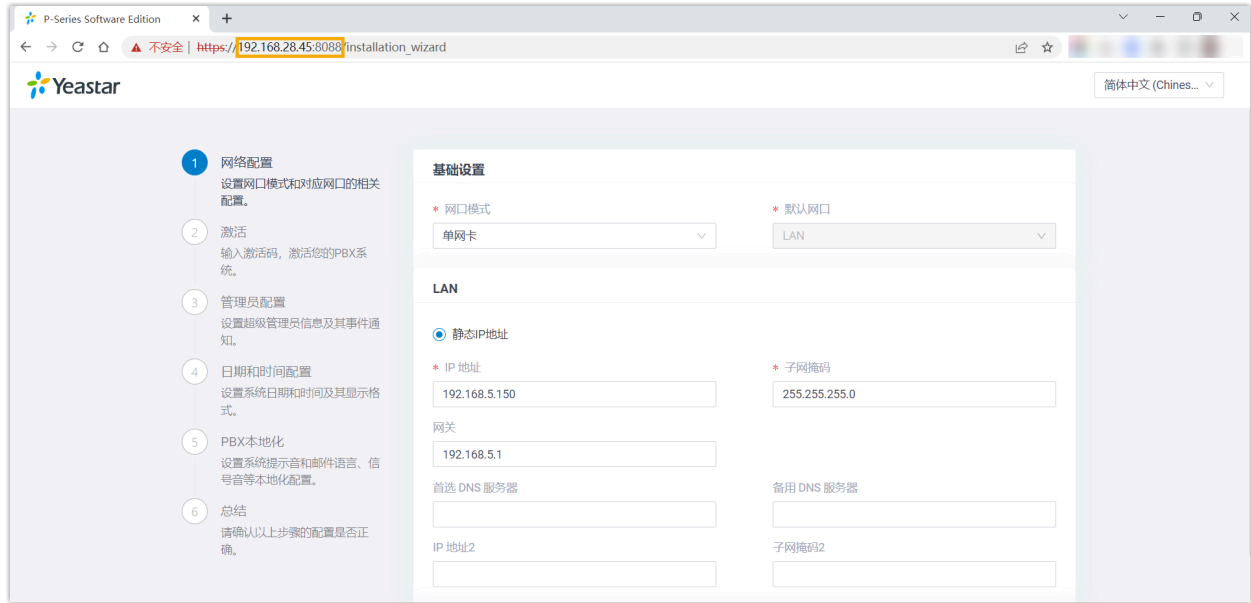 P-Series Software Edition
不安全 | https://192.168.28.45:8088/installation_wizard
Yeastar
简体中文 (Chines...
1 网络配置
设置网口模式和对应网口的相关
配置。
2 激活
输入激活码，激活您的PBX系
统。
3 管理员配置
设置超级管理员信息及其事件通
知。
4 日期和时间配置
设置系统日期和时间及其显示格
式。
5 PBX本地化
设置系统提示音和邮件语言、信
号音等本地化配置。
6 总结
请确认以上步骤的配置是否正
确。
基础设置
* 网口模式
* 默认网口
单网卡
LAN
LAN
静态IP地址
* IP 地址
* 子网掩码
192.168.5.150
255.255.255.0
网关
192.168.5.1
首选 DNS 服务器
备用 DNS 服务器
IP 地址2
子网掩码2